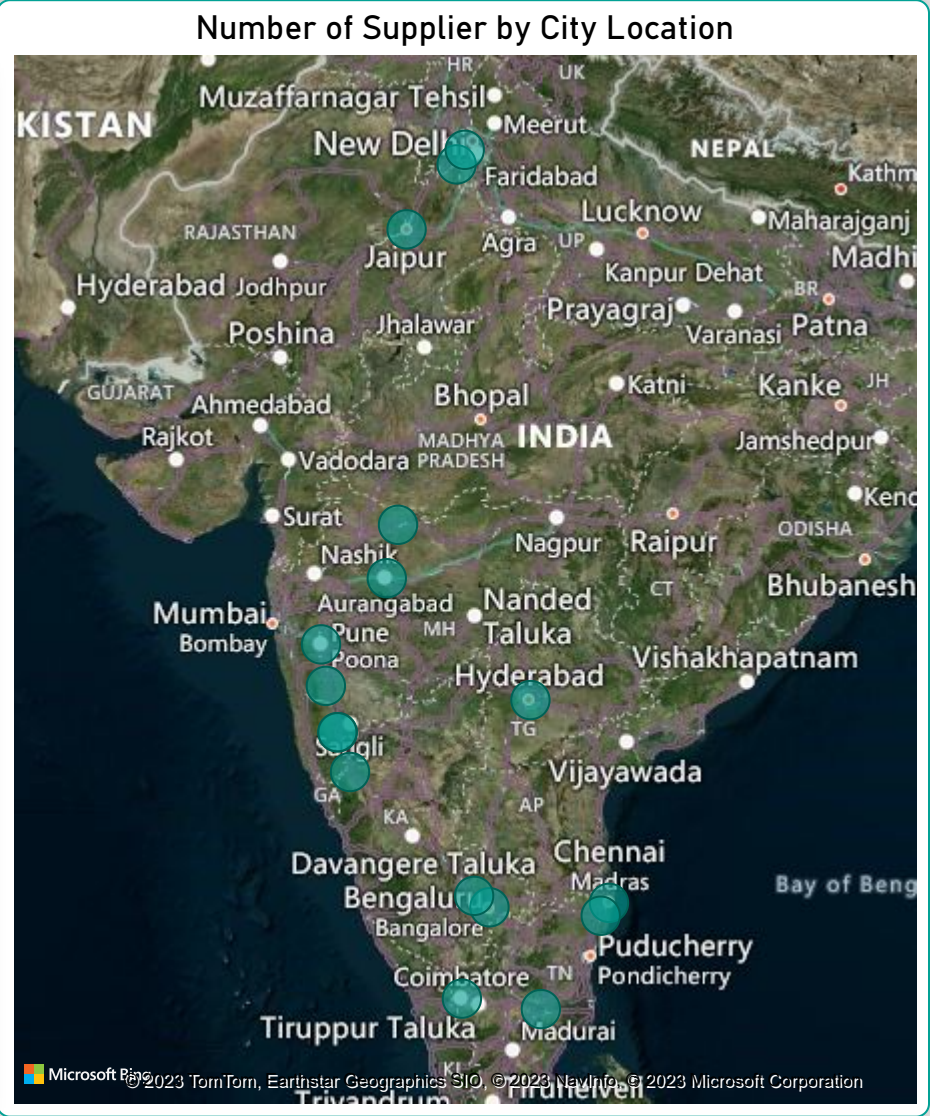 Number of Supplier by City Location
HR
UK
Muzaffarnagar Tehsil
KISTAN
Meerut
New Delhi
NEPAL
Faridabad
Kathm
Lucknow
Maharajganj
RAJASTHAN
Agra
UP
Jaipur
Madhi
Kanpur Dehat
Hyderabad
Jodhpur
BR
Prayagraj
Varanasi
Patna
Poshina
Jhalawar
GUJARAT
Katni
Kanke
JH
Ahmedabad
Bhopal
Rajkot
MADHYA
PRADESH
INDIA
Jamshedpur
Vadodara
Kend
Surat
ODISHA
Nashik
Nagpur
Raipur
Bhubanesh
CT
Aurangabad
Nanded
Taluka
Mumbai
Bombay
MH
Pune
Poona
Vishakhapatnam
Hyderabad
TG
Sangli
Vijayawada
GA
AP
KA
Chennai
Madras
Davangere Taluka
Bengaluru
Bangalore
Bay of Beng
Puducherry
Pondicherry
Coimbatore
TN
Tiruppur Taluka
Madurai
KL
Microsoft Bing
© 2023 TomTom, Earthstar Geographics SIO, © 2023 NavInfo, © 2023 Microsoft Corporation
Trivandrum
Tirunelveli